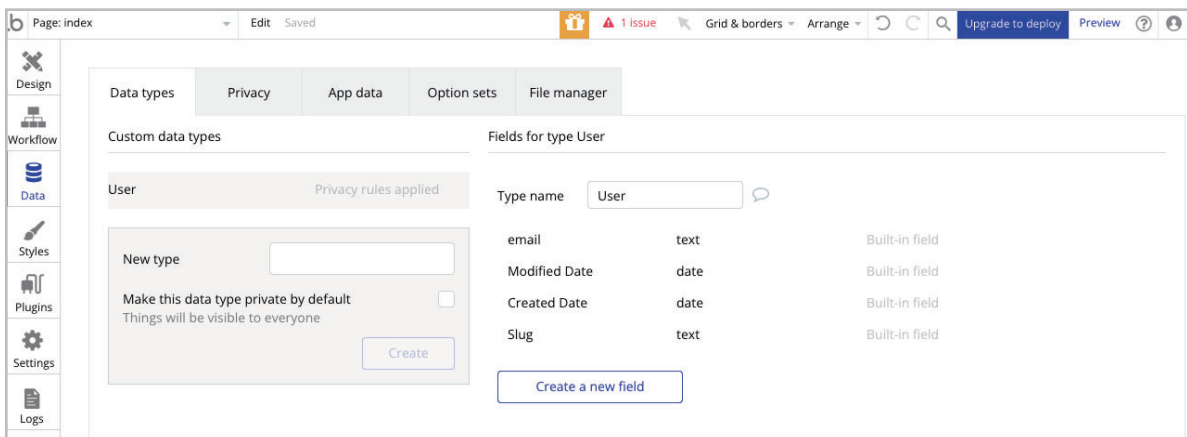 .b Page: index Edit Saved 1 issue Grid & borders Arrange Upgrade to deploy Preview ?
Design
Workflow
Data
Styles
Plugins
Settings
Logs
Data types Privacy App data Option sets File manager
Custom data types
User Privacy rules applied
New type
Make this data type private by default
Things will be visible to everyone
Create
Fields for type User
Type name User
email text Built-in field
Modified Date date Built-in field
Created Date date Built-in field
Slug text Built-in field
Create a new field